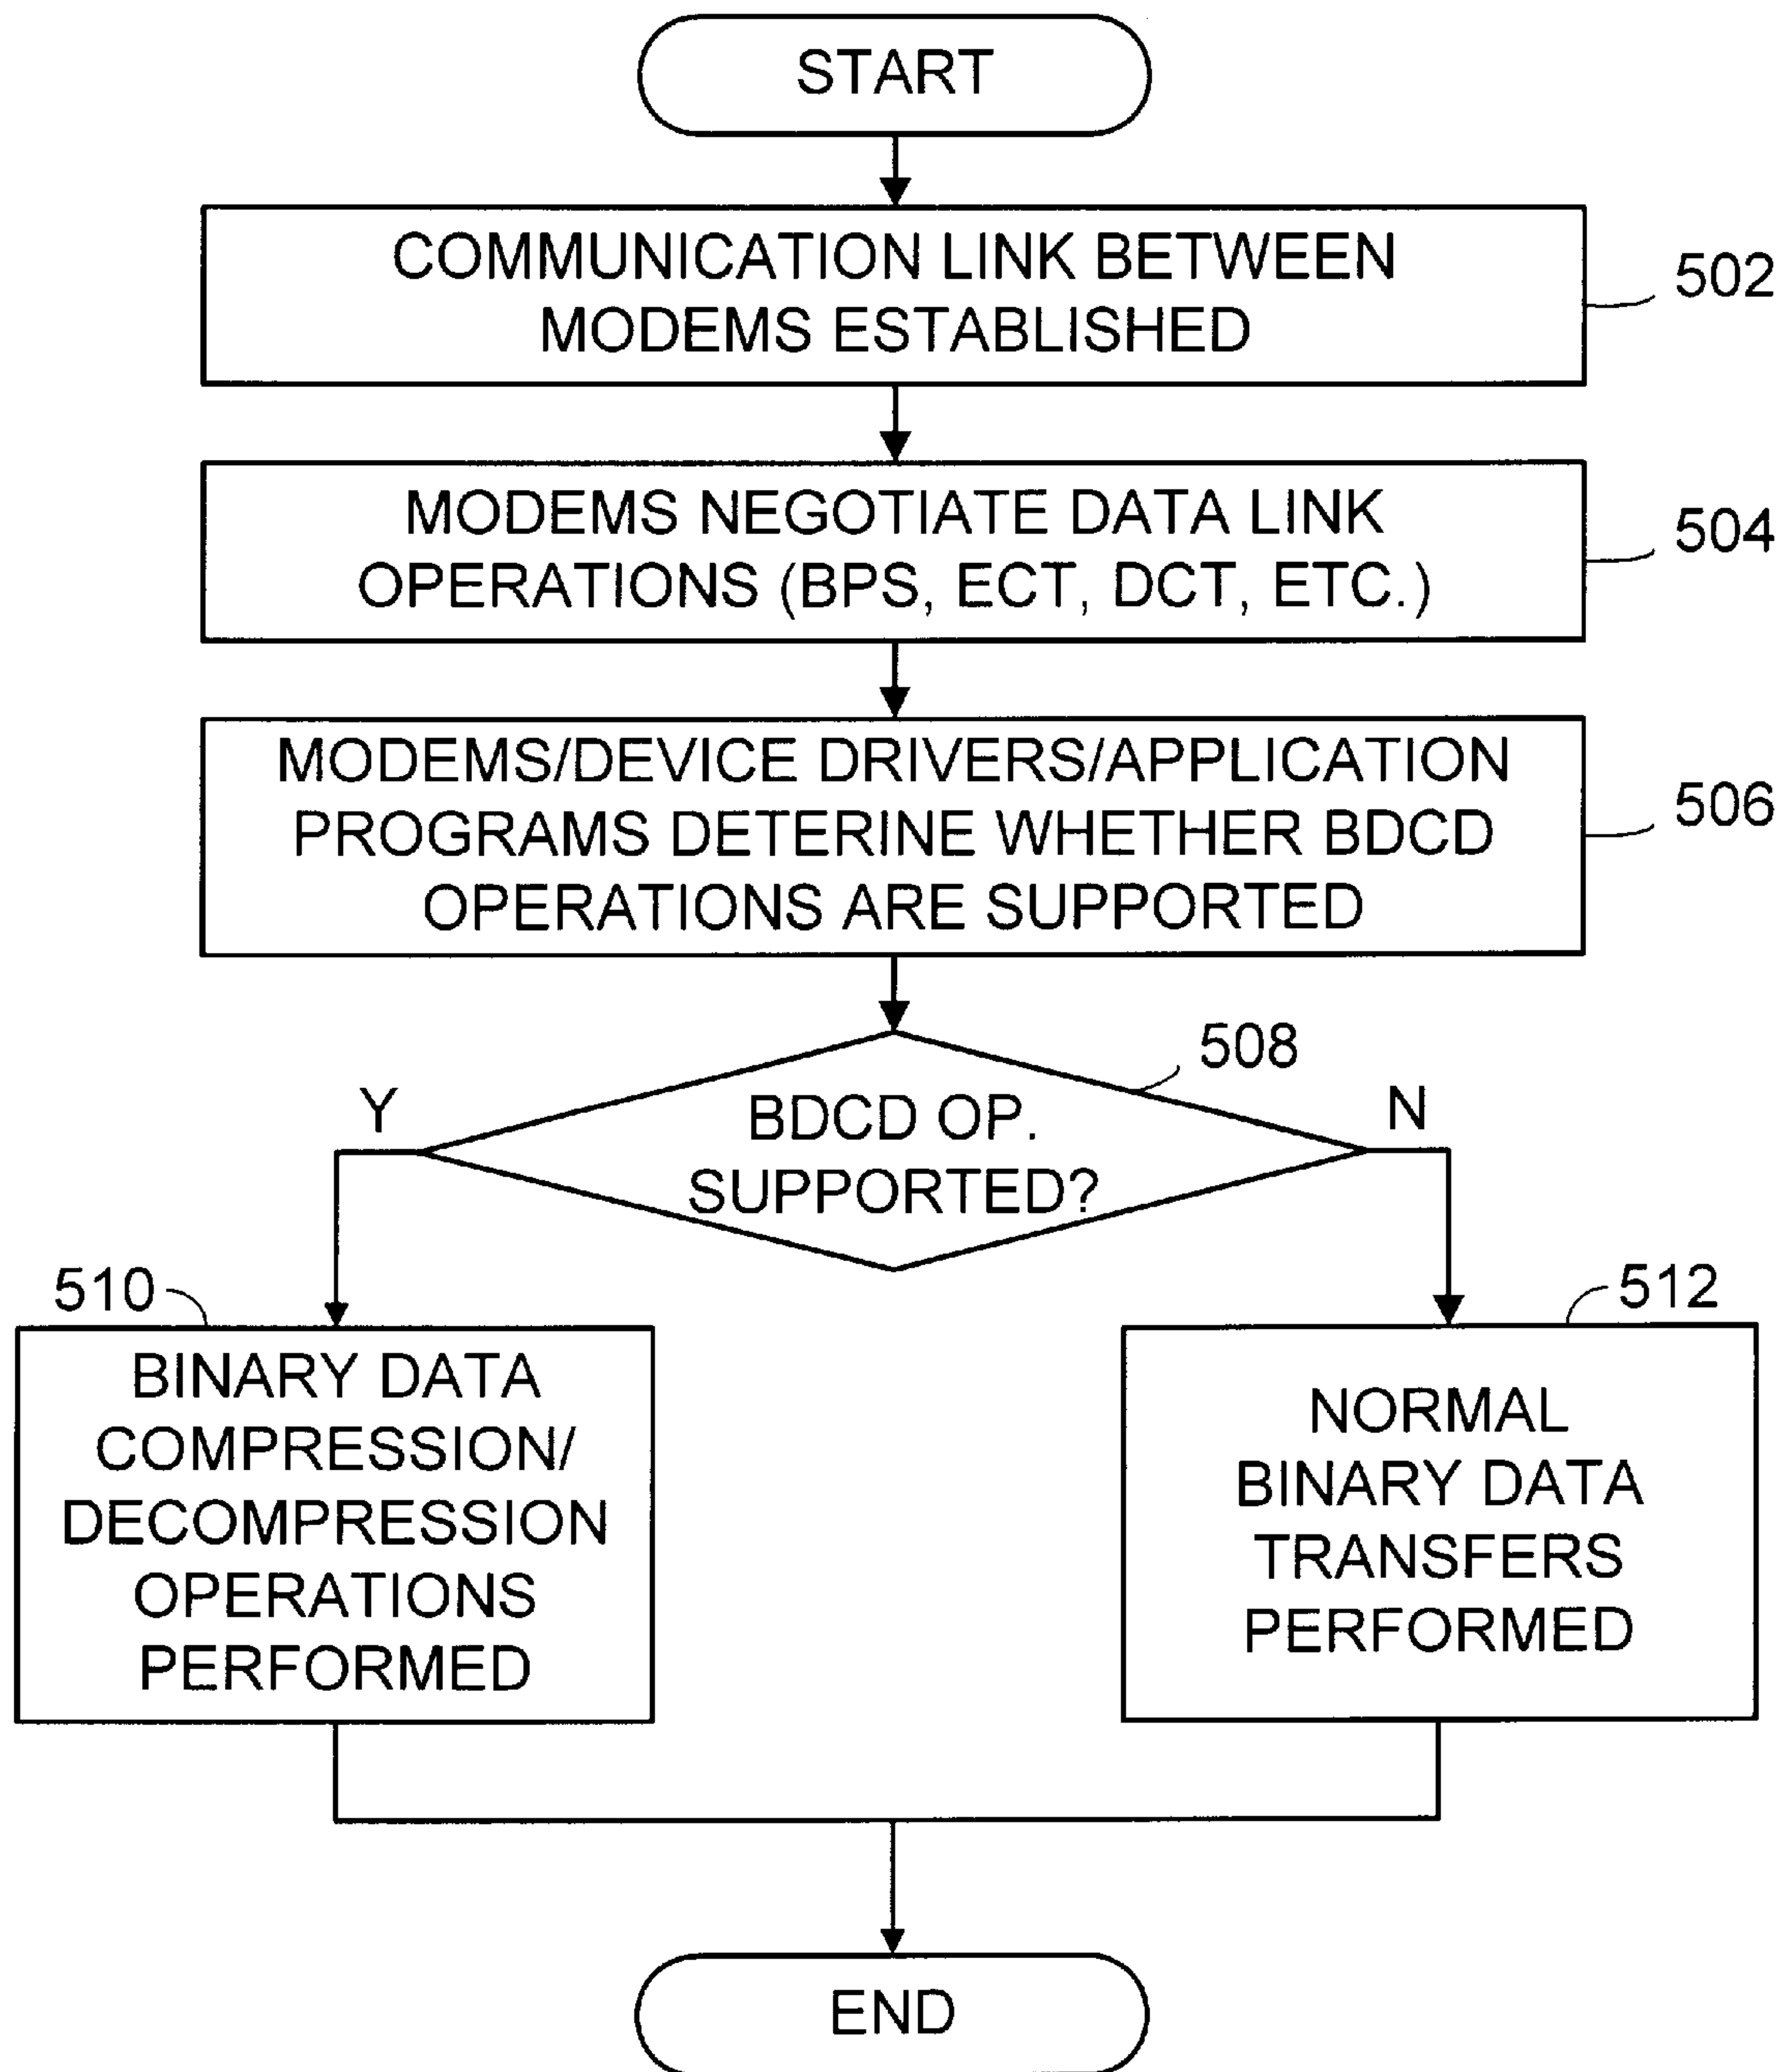 START
COMMUNICATION LINK BETWEEN
MODEMS ESTABLISHED
502
MODEMS NEGOTIATE DATA LINK
OPERATIONS (BPS, ECT, DCT, ETC.)
504
MODEMS/DEVICE DRIVERS/APPLICATION
PROGRAMS DETERINE WHETHER BDCD
OPERATIONS ARE SUPPORTED
506
508
Y
BDCD OP.
SUPPORTED?
N
510
BINARY DATA
COMPRESSION/
DECOMPRESSION
OPERATIONS
PERFORMED
512
NORMAL
BINARY DATA
TRANSFERS
PERFORMED
END